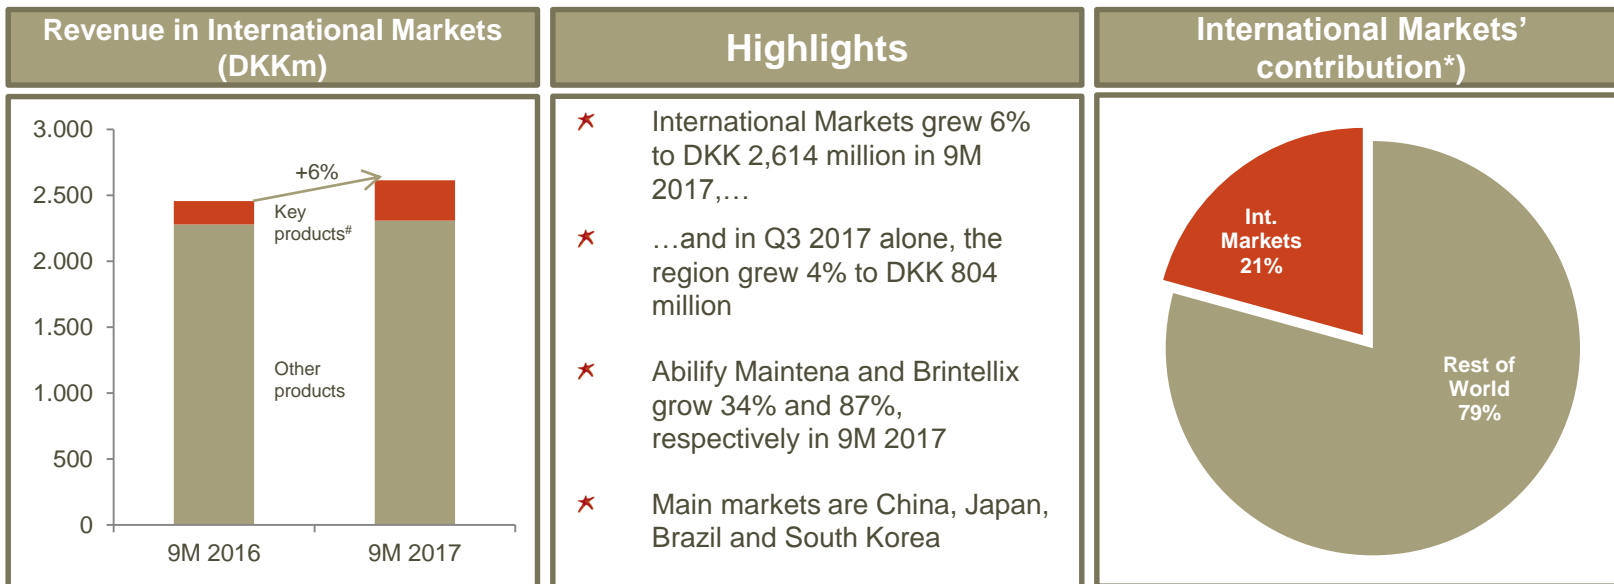 Revenue in International Markets
(DKKm)
3.000
2.500
2.000
1.500
1.000
500
0
+6%
Key
products#
Other
products
9M 2016
9M 2017
Highlights
International Markets grew 6%
to DKK 2,614 million in 9M
2017,…
…and in Q3 2017 alone, the
region grew 4% to DKK 804
million
Abilify Maintena and Brintellix
grow 34% and 87%,
respectively in 9M 2017
Main markets are China, Japan,
Brazil and South Korea
International Markets’
contribution*)
Int.
Markets
21%
Rest of
World
79%